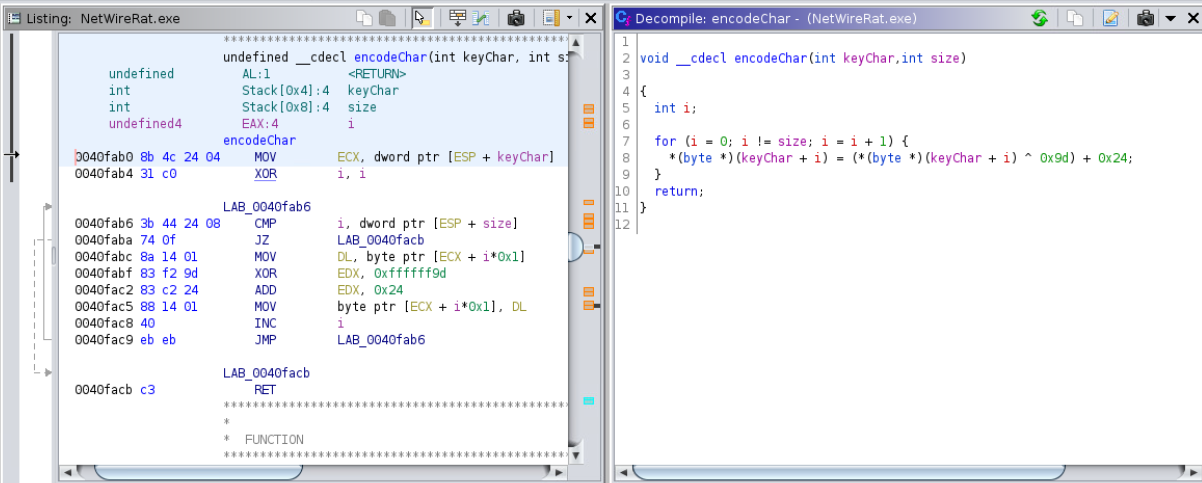 Listing: NetWireRat.exe
************************************************
undefined __cdecl encodeChar(int keyChar, int si
undefined AL:1 <RETURN>
int Stack[0x4]:4 keyChar
int Stack[0x8]:4 size
undefined4 EAX:4 i
encodeChar
0040fab0 8b 4c 24 04 MOV ECX, dword ptr [ESP + keyChar]
0040fab4 31 c0 XOR i, i
LAB_0040fab6
0040fab6 3b 44 24 08 CMP i, dword ptr [ESP + size]
0040faba 74 0f JZ LAB_0040facb
0040fabc 8a 14 01 MOV DL, byte ptr [ECX + i*0x1]
0040fabf 83 f2 9d XOR EDX, 0xffffff9d
0040fac2 83 c2 24 ADD EDX, 0x24
0040fac5 88 14 01 MOV byte ptr [ECX + i*0x1], DL
0040fac8 40 INC i
0040fac9 eb eb JMP LAB_0040fab6
LAB_0040facb
0040facb c3 RET
************************************************
*
* FUNCTION
************************************************
Decompile: encodeChar - (NetWireRat.exe)
1
2 void __cdecl encodeChar(int keyChar,int size)
3
4 {
5 int i;
6
7 for (i = 0; i != size; i = i + 1) {
8 *(byte *)(keyChar + i) = (*(byte *)(keyChar + i) ^ 0x9d) + 0x24;
9 }
10 return;
11 }
12